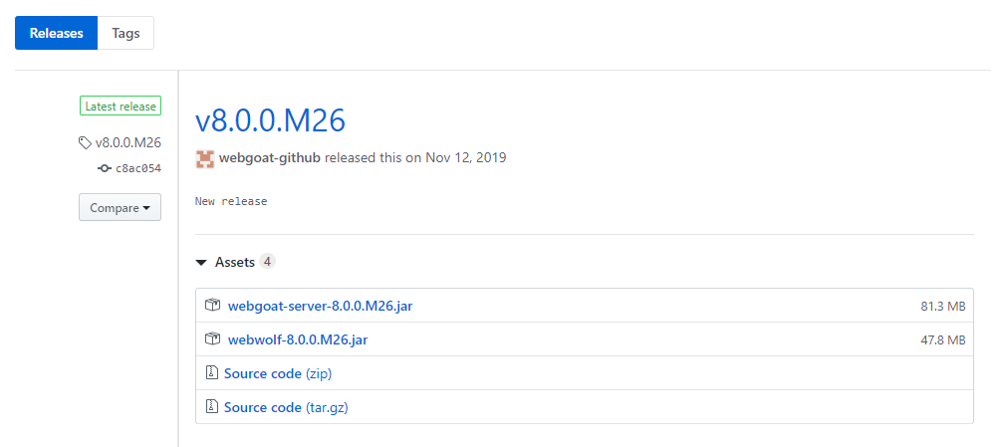 Releases Tags
Latest release
v8.0.0.M26
c8ac054
Compare
v8.0.0.M26
webgoat-github released this on Nov 12, 2019
New release
Assets 4
webgoat-server-8.0.0.M26.jar 81.3 MB
webwolf-8.0.0.M26.jar 47.8 MB
Source code (zip)
Source code (tar.gz)